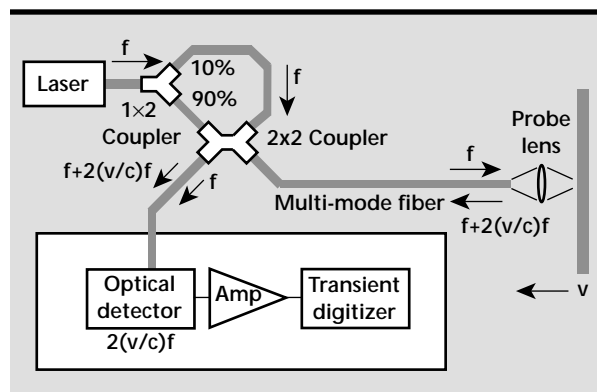 f
Laser
10%
90%
1×2
Coupler
f
2x2 Coupler
Probe
lens
f
f+2(v/c)f
f
Multi-mode fiber
f+2(v/c)f
v
Optical
detector
2(v/c)f
Amp
Transient
digitizer